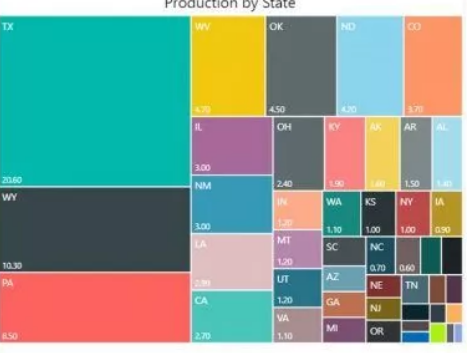 Production by State
TX
20.60
WY
10.30
PA
8.50
WV
4.70
OK
4.50
ND
4.20
CO
3.70
IL
3.00
NM
3.00
LA
2.90
CA
2.70
OH
2.40
KY
1.90
AK
AR
1.50
AL
1.40
IN
1.20
MT
1.20
UT
1.20
VA
1.10
WA
1.10
KS
1.00
NY
1.00
IA
0.90
SC
AZ
GA
MI
NC
0.70
0.60
NE
NJ
OR
TN